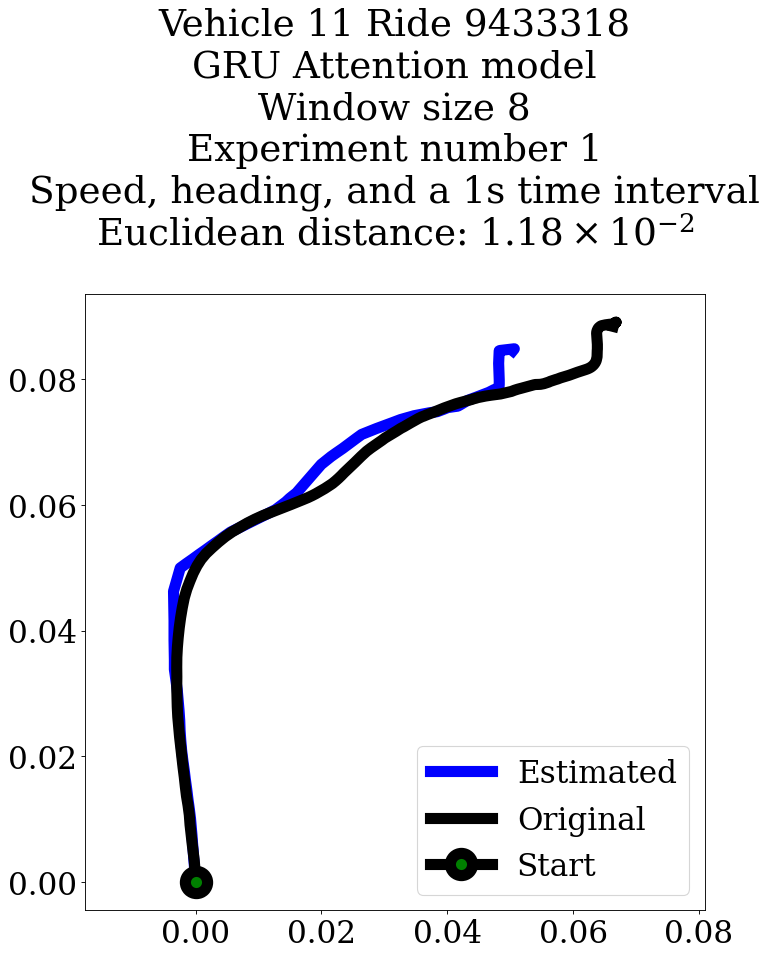 Vehicle 11 Ride 9433318
GRU Attention model
Window size 8
Experiment number 1
Speed, heading, and a 1s time interval
Euclidean distance: 1.18 × 10⁻²
0.08
0.06
0.04
0.02
0.00
Estimated
Original
Start
0.00 0.02 0.04 0.06 0.08